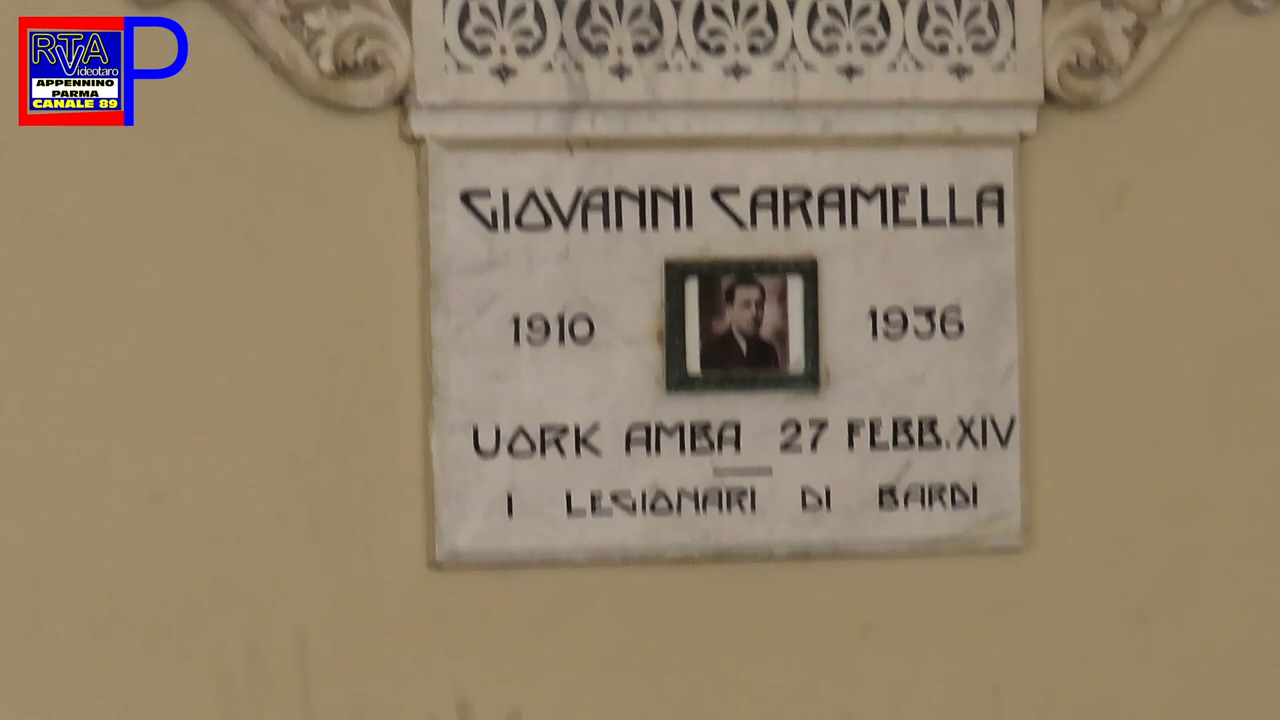 RTA
Videotaro
APPENNINO
PARMA
CANALE 89
P
GIOVANNI CARAMELLA
1910 1936
UORK AMBA 27 FEBB.XIV
I LEGIONARI DI BARDI